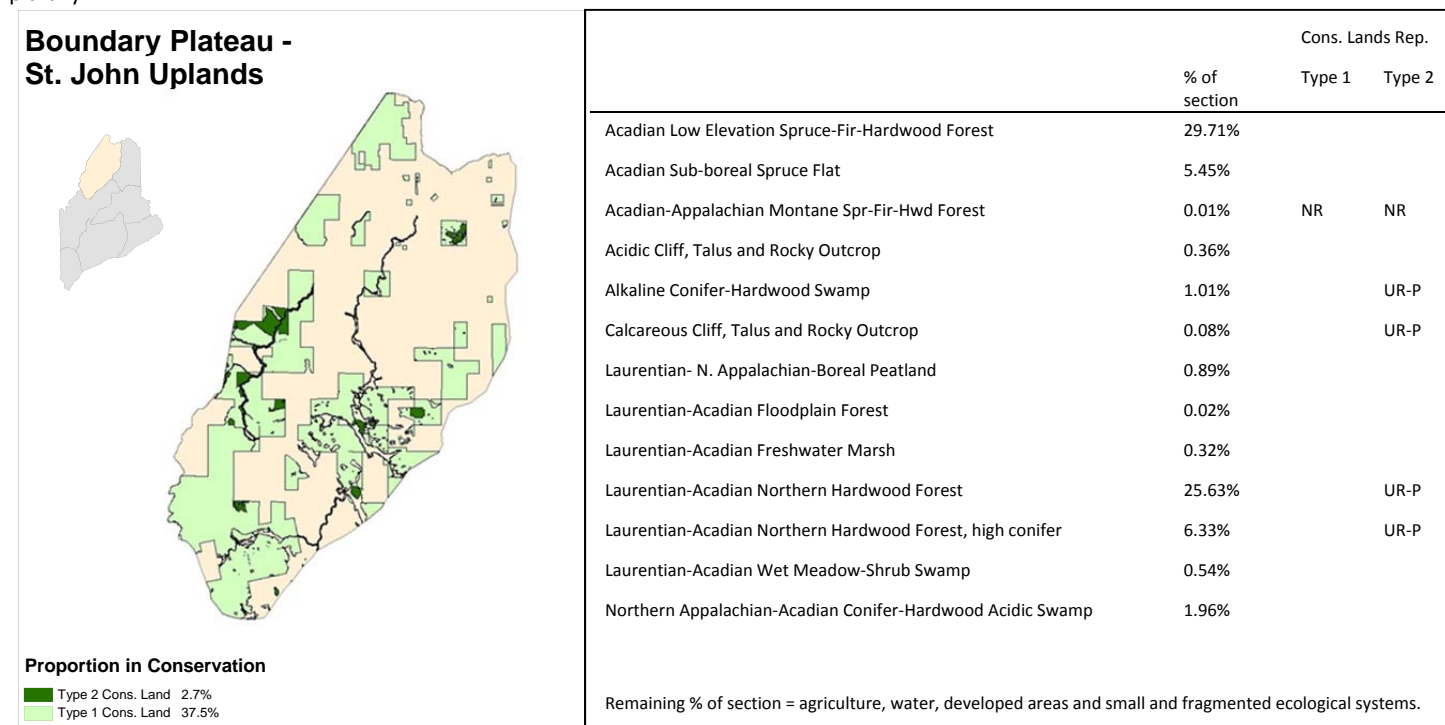 Boundary Plateau -
St. John Uplands
Proportion in Conservation
Type 2 Cons. Land 2.7%
Type 1 Cons. Land 37.5%
Cons. Lands Rep.
% of section Type 1 Type 2
Acadian Low Elevation Spruce-Fir-Hardwood Forest 29.71%
Acadian Sub-boreal Spruce Flat 5.45%
Acadian-Appalachian Montane Spr-Fir-Hwd Forest 0.01% NR NR
Acidic Cliff, Talus and Rocky Outcrop 0.36%
Alkaline Conifer-Hardwood Swamp 1.01% UR-P
Calcareous Cliff, Talus and Rocky Outcrop 0.08% UR-P
Laurentian- N. Appalachian-Boreal Peatland 0.89%
Laurentian-Acadian Floodplain Forest 0.02%
Laurentian-Acadian Freshwater Marsh 0.32%
Laurentian-Acadian Northern Hardwood Forest 25.63% UR-P
Laurentian-Acadian Northern Hardwood Forest, high conifer 6.33% UR-P
Laurentian-Acadian Wet Meadow-Shrub Swamp 0.54%
Northern Appalachian-Acadian Conifer-Hardwood Acidic Swamp 1.96%
Remaining % of section = agriculture, water, developed areas and small and fragmented ecological systems.